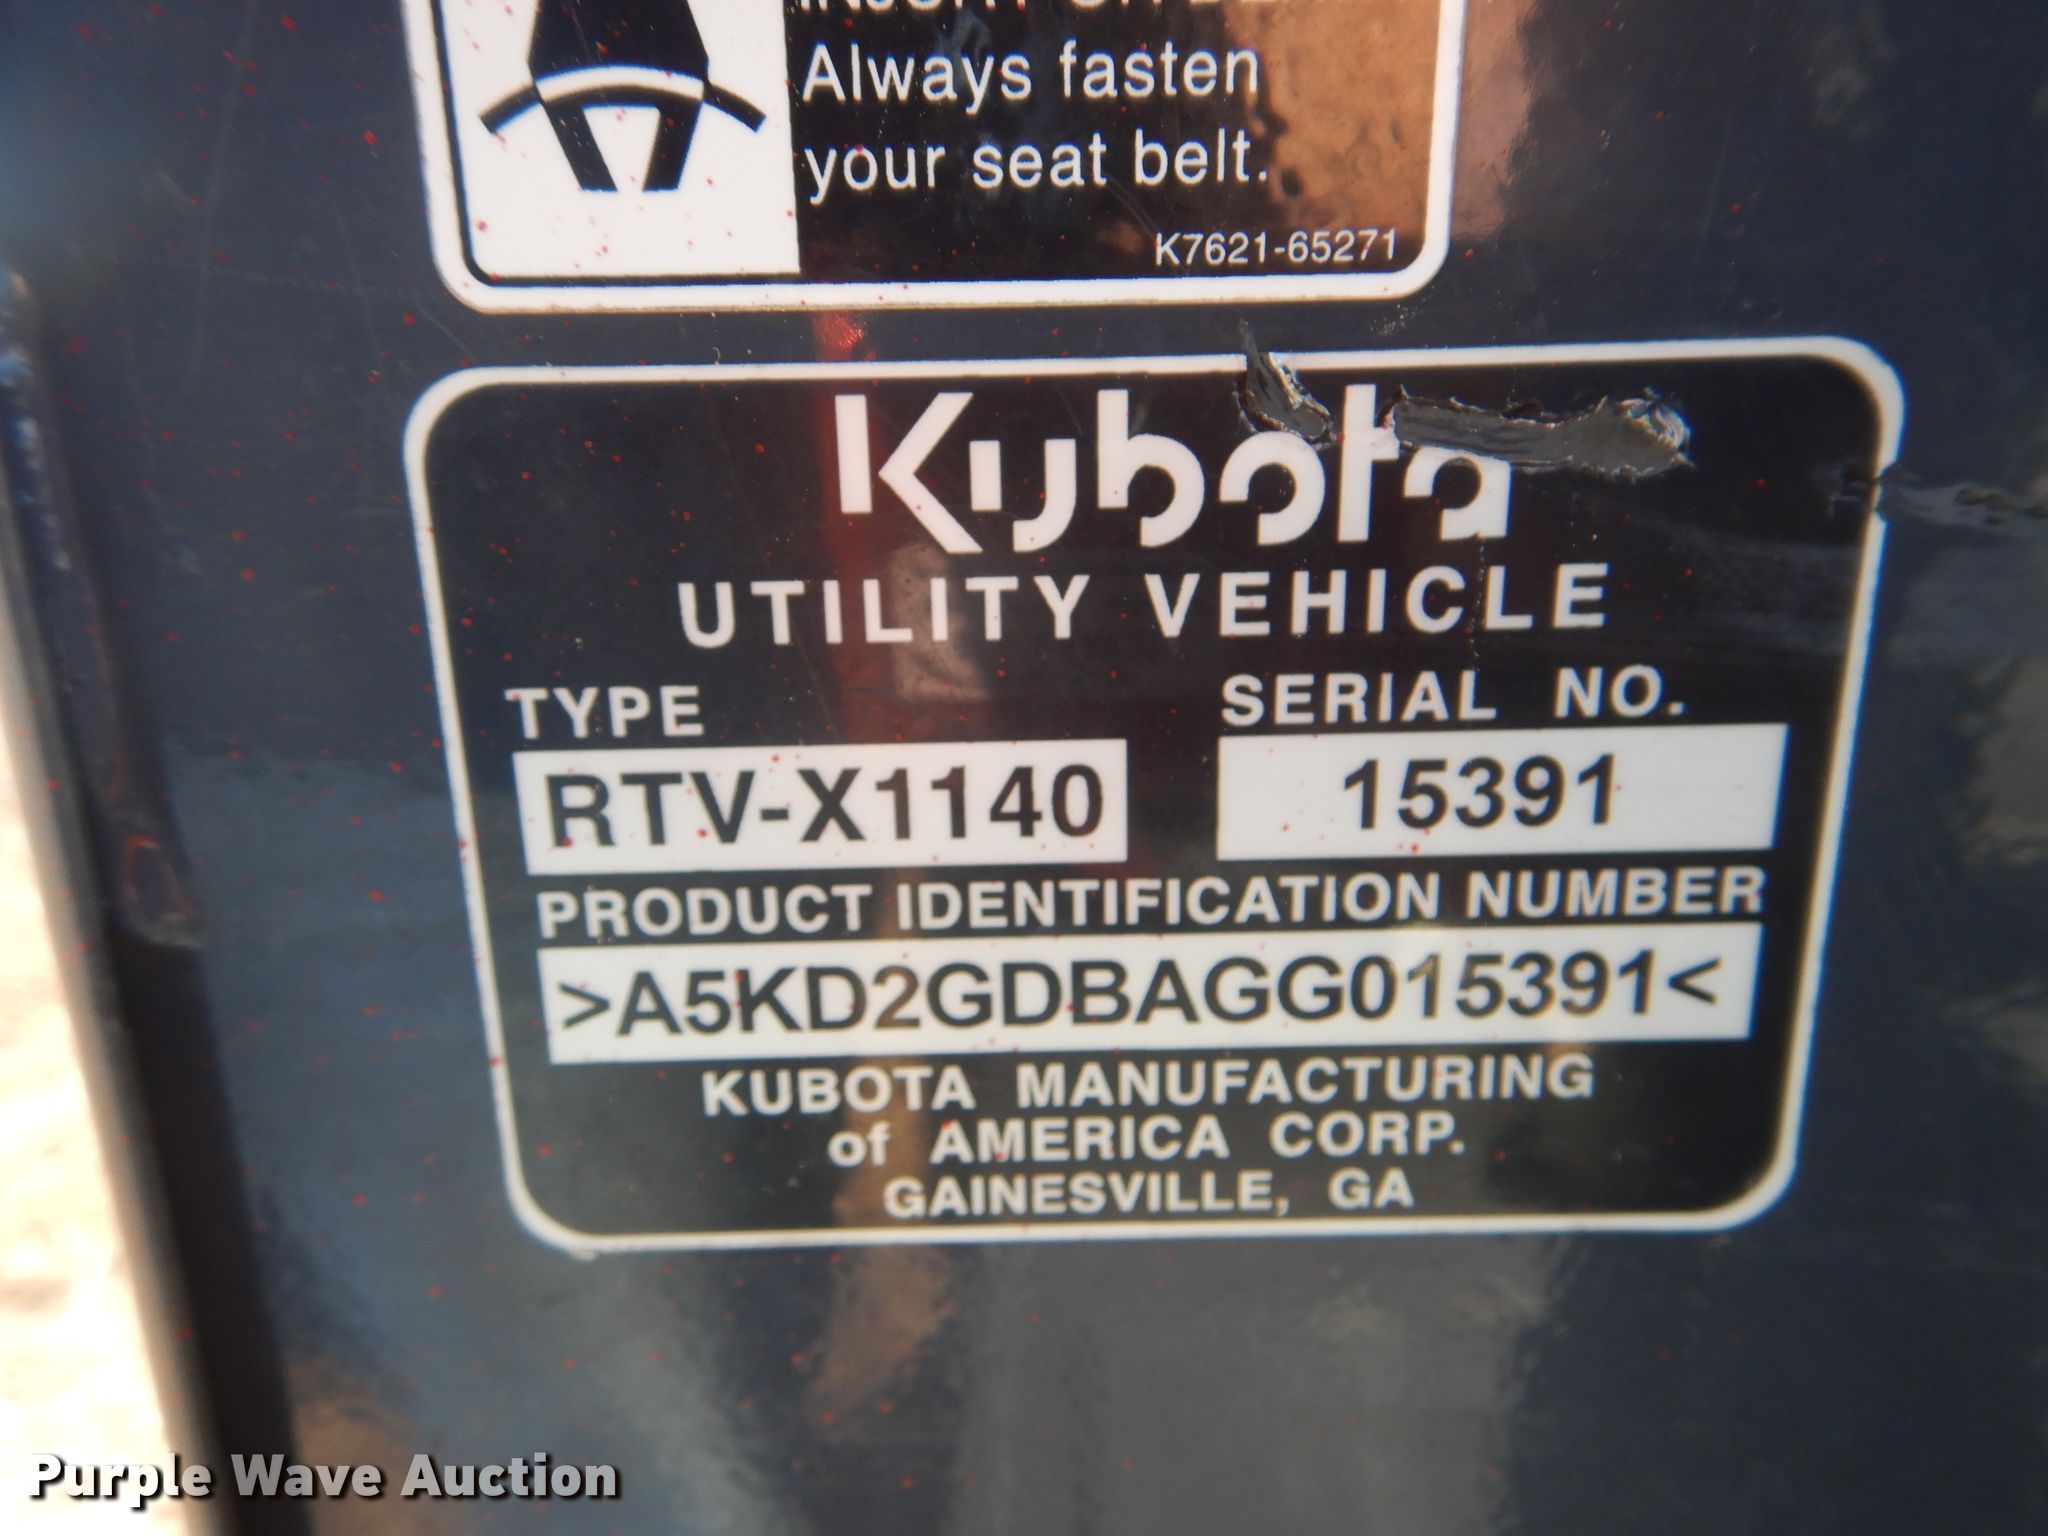 Always fasten
your seat belt.
K7621-65271
Kubota
UTILITY VEHICLE
TYPE SERIAL NO.
RTV-X1140 15391
PRODUCT IDENTIFICATION NUMBER
>A5KD2GDBAGG015391<
KUBOTA MANUFACTURING
of AMERICA CORP.
GAINESVILLE, GA
Purple Wave Auction